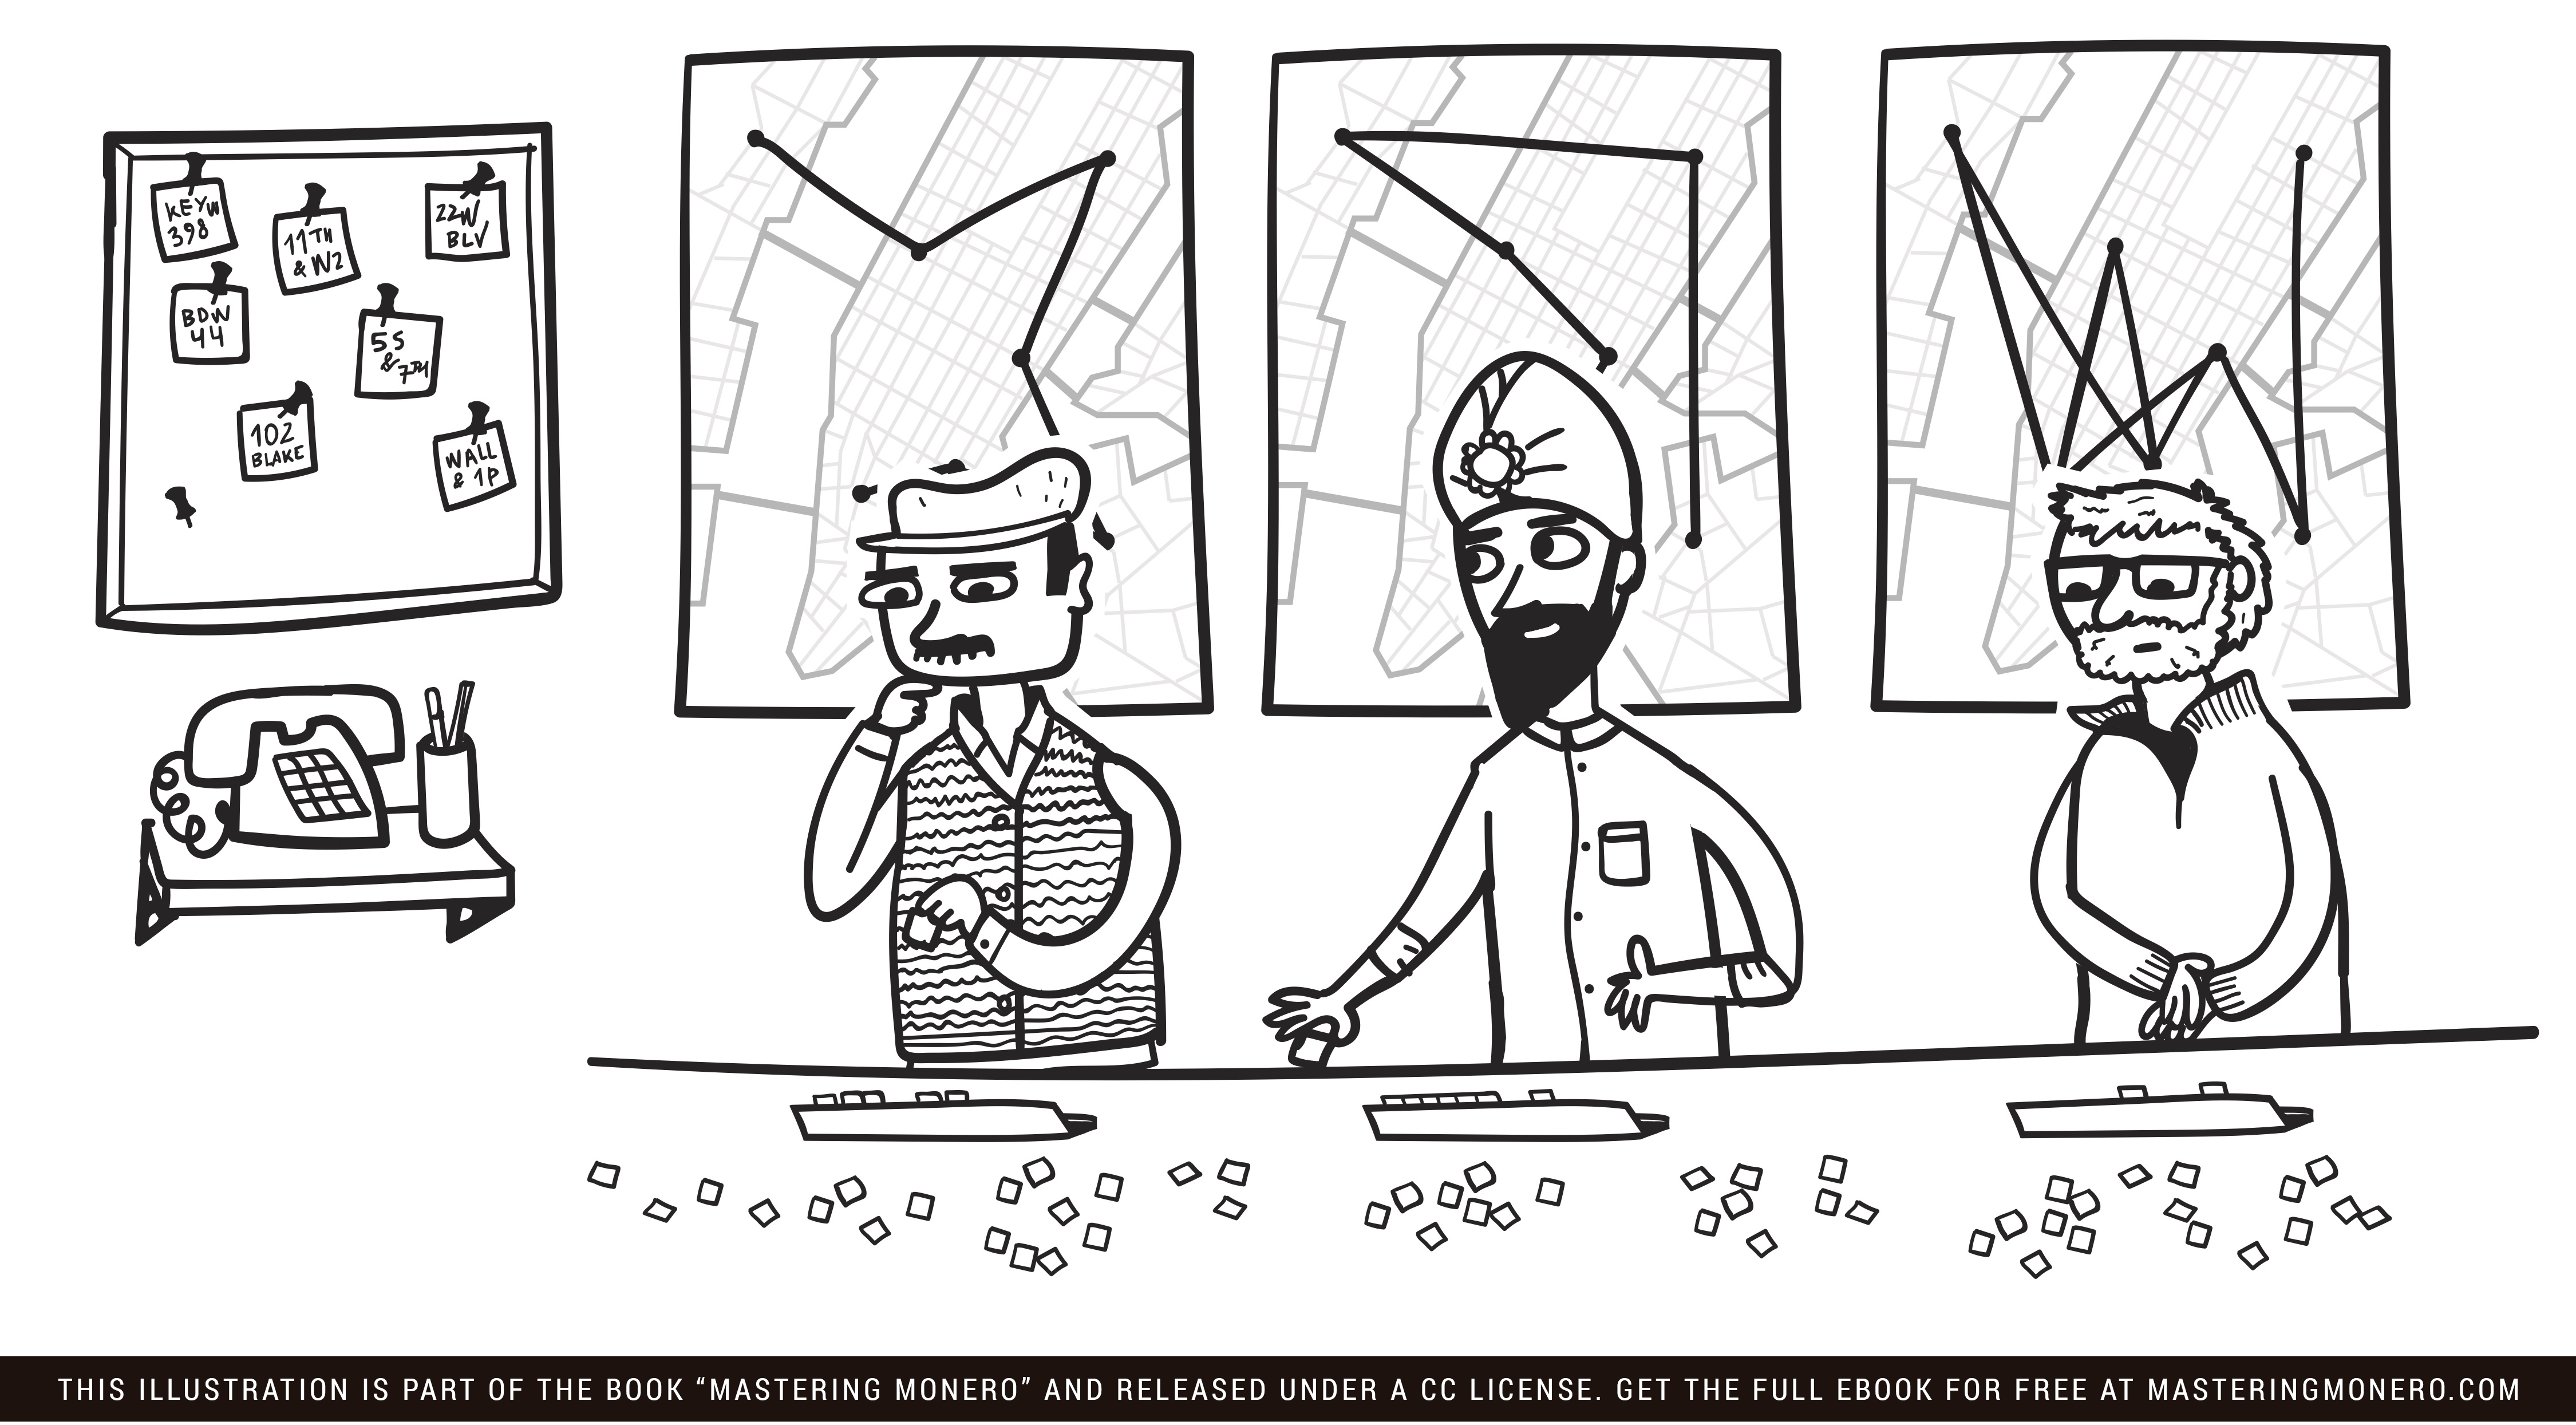 KEYW
398
11TH
& W2
22W
BLV
BDW
44
5S
&
7TH
102
BLAKE
WALL
& 1P
THIS ILLUSTRATION IS PART OF THE BOOK “MASTERING MONERO” AND RELEASED UNDER A CC LICENSE. GET THE FULL EBOOK FOR FREE AT MASTERINGMONERO.COM